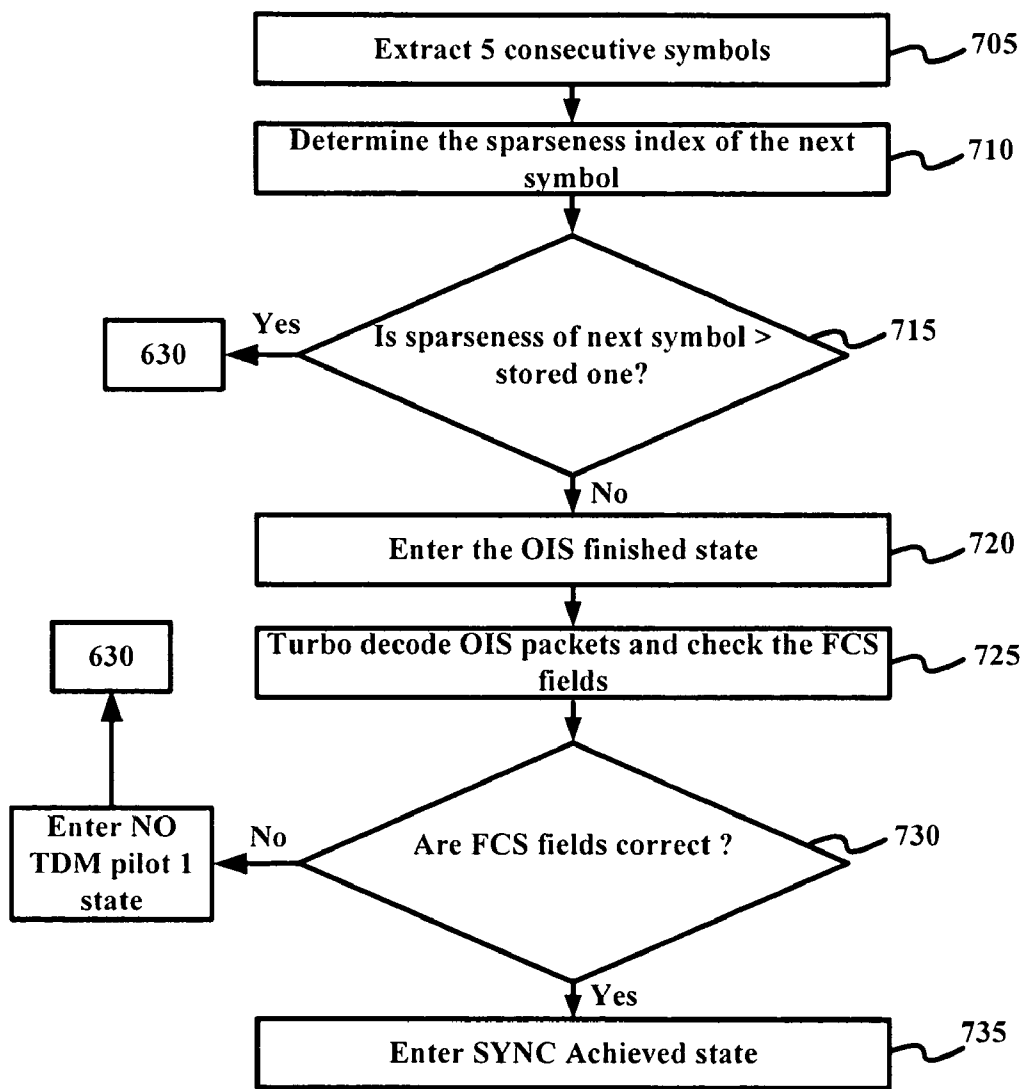 Extract 5 consecutive symbols
705
Determine the sparseness index of the next
symbol
710
Is sparseness of next symbol >
stored one?
715
Yes
630
No
Enter the OIS finished state
720
Turbo decode OIS packets and check the FCS
fields
725
630
Are FCS fields correct ?
730
No
Enter NO
TDM pilot 1
state
Yes
Enter SYNC Achieved state
735